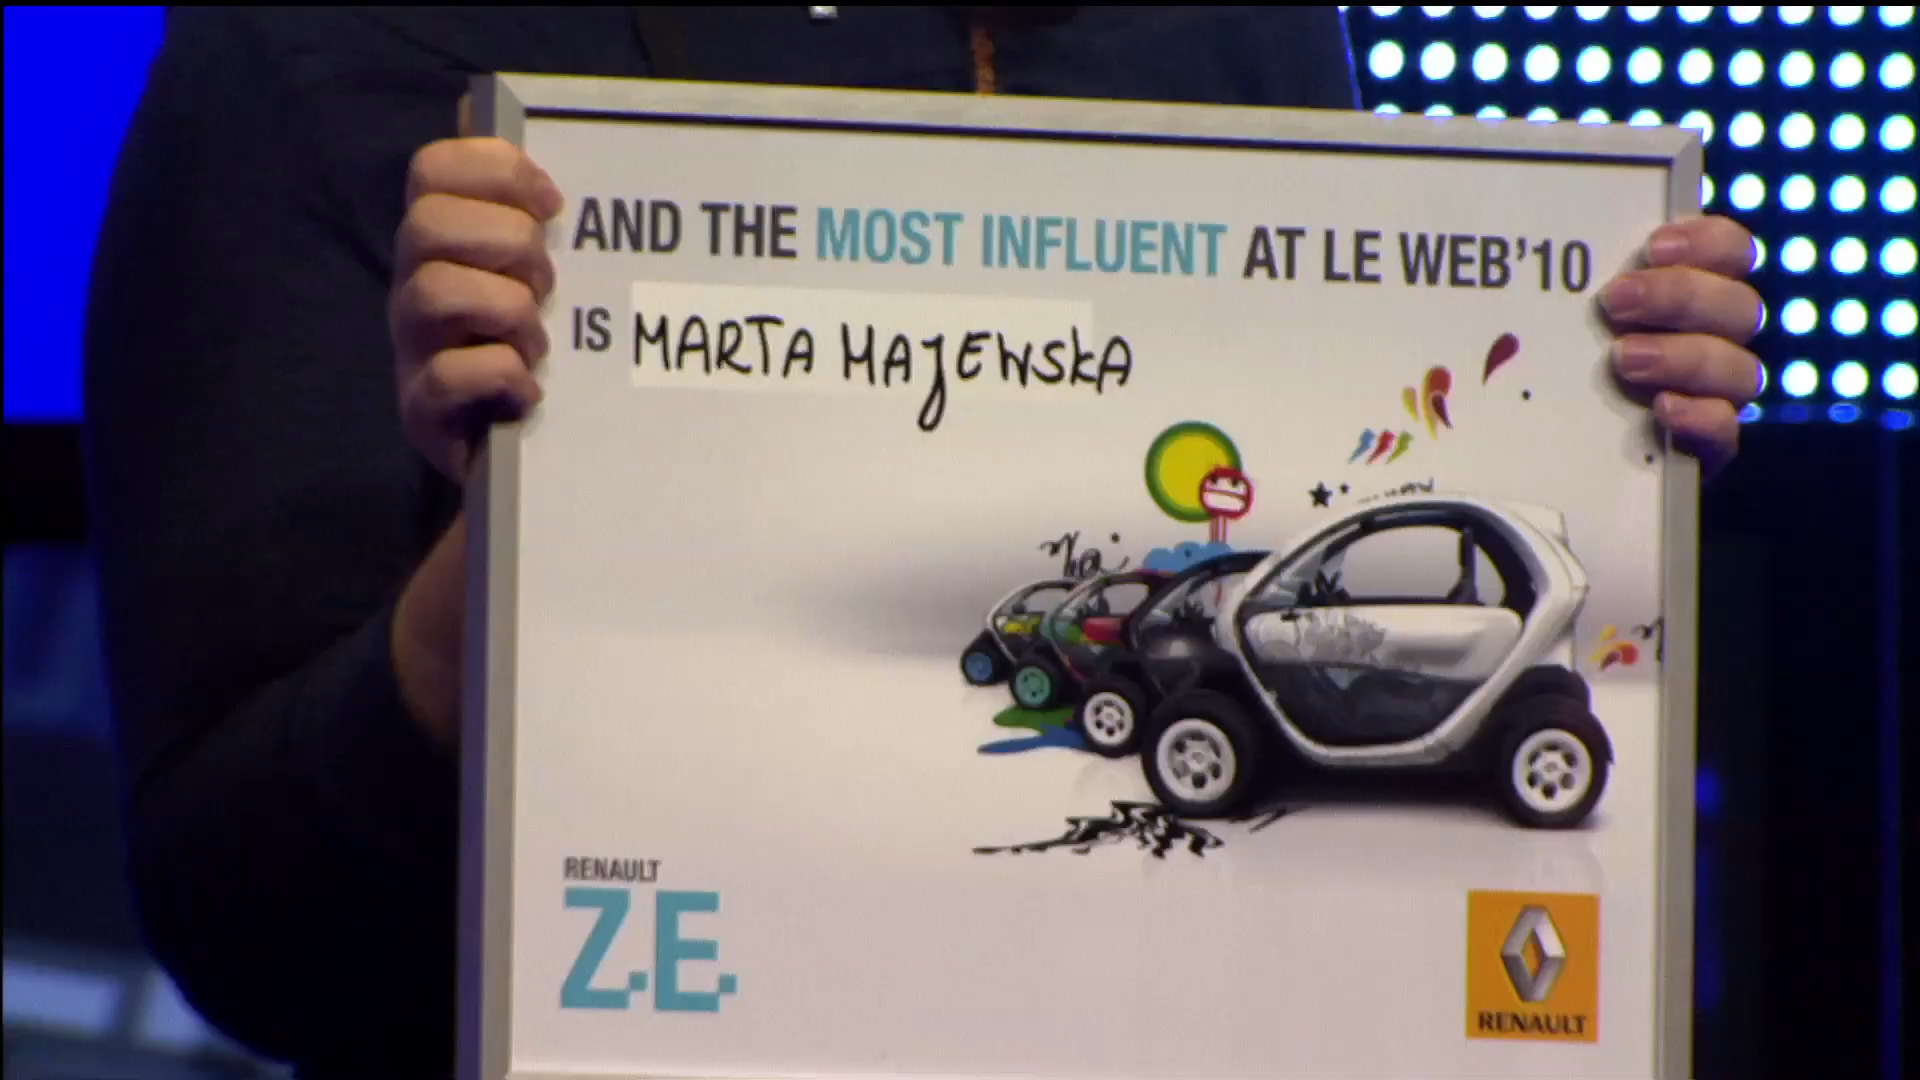 AND THE MOST INFLUENT AT LE WEB'10
IS MARTA MAJEWSKA
RENAULT
Z.E.
RENAULT